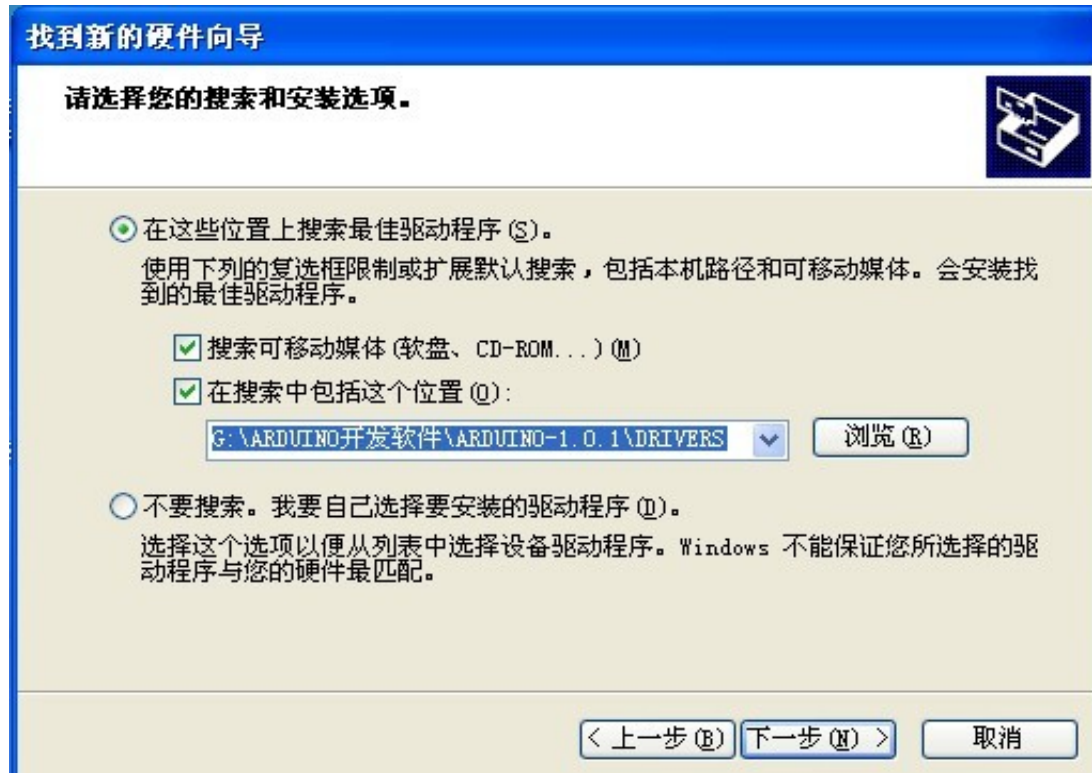 找到新的硬件向导
请选择您的搜索和安装选项。
在这些位置上搜索最佳驱动程序(S)。
使用下列的复选框限制或扩展默认搜索，包括本机路径和可移动媒体。会安装找
到的最佳驱动程序。
搜索可移动媒体(软盘、CD-ROM...)(M)
在搜索中包括这个位置(O):
G:\ARDUINO开发软件\ARDUINO-1.0.1\DRIVERS
浏览(R)
不要搜索。我要自己选择要安装的驱动程序(D)。
选择这个选项以便从列表中选择设备驱动程序。Windows 不能保证您所选择的驱
动程序与您的硬件最匹配。
< 上一步(B) 下一步(N) > 取消